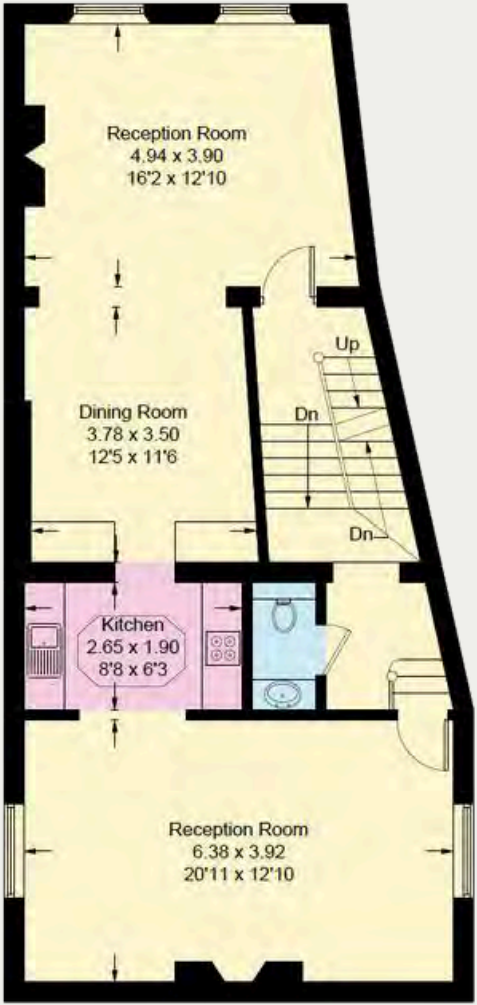 Reception Room
4.94 x 3.90
16'2 x 12'10
Up
Dn
Dining Room
3.78 x 3.50
12'5 x 11'6
Dn
Kitchen
2.65 x 1.90
8'8 x 6'3
Reception Room
6.38 x 3.92
20'11 x 12'10